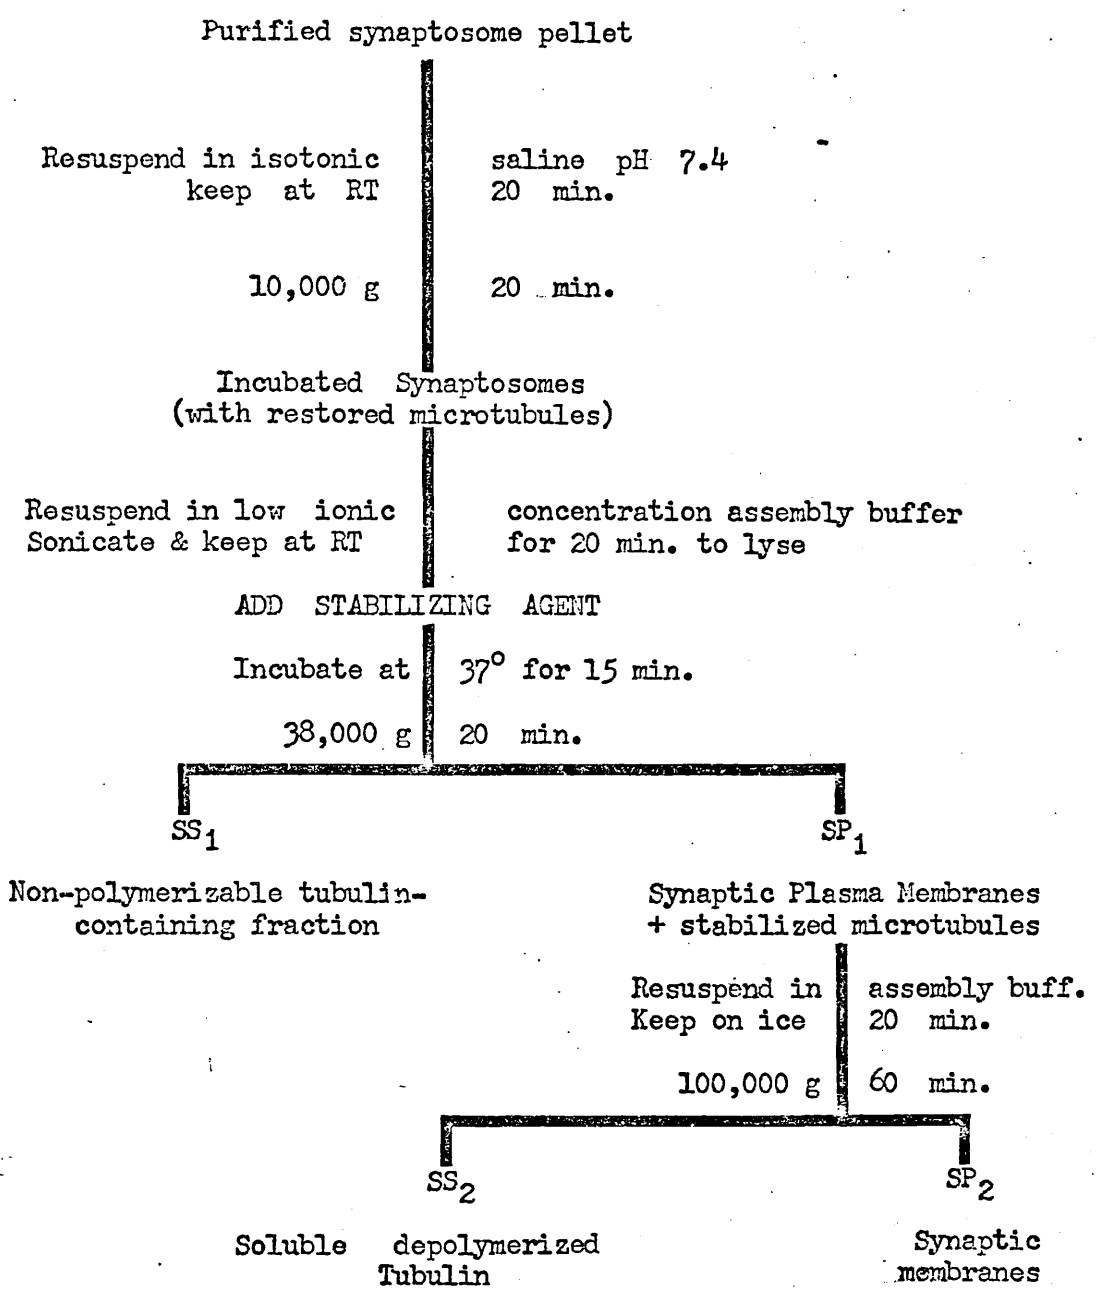 Purified synaptosome pellet
Resuspend in isotonic saline pH 7.4
keep at RT 20 min.
10,000 g 20 min.
Incubated Synaptosomes
(with restored microtubules)
Resuspend in low ionic concentration assembly buffer
Sonicate & keep at RT for 20 min. to lyse
ADD STABILIZING AGENT
Incubate at 37° for 15 min.
38,000 g 20 min.
SS₁ SP₁
Non-polymerizable tubulin- Synaptic Plasma Membranes
containing fraction + stabilized microtubules
Resuspend in assembly buff.
Keep on ice 20 min.
100,000 g 60 min.
SS₂ SP₂
Soluble depolymerized Synaptic
Tubulin membranes